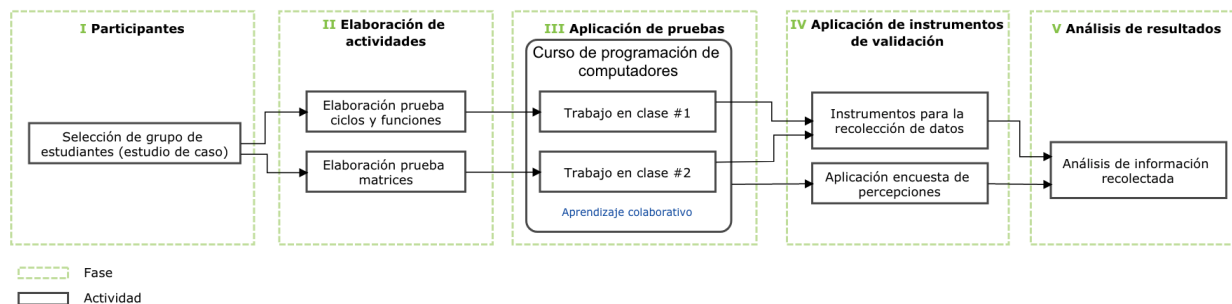 I Participantes
Selección de grupo de
estudiantes (estudio de caso)
II Elaboración de
actividades
Elaboración prueba
ciclos y funciones
Elaboración prueba
matrices
III Aplicación de pruebas
Curso de programación de
computadores
Trabajo en clase #1
Trabajo en clase #2
Aprendizaje colaborativo
IV Aplicación de instrumentos
de validación
Instrumentos para la
recolección de datos
Aplicación encuesta de
percepciones
V Análisis de resultados
Análisis de información
recolectada
Fase
Actividad